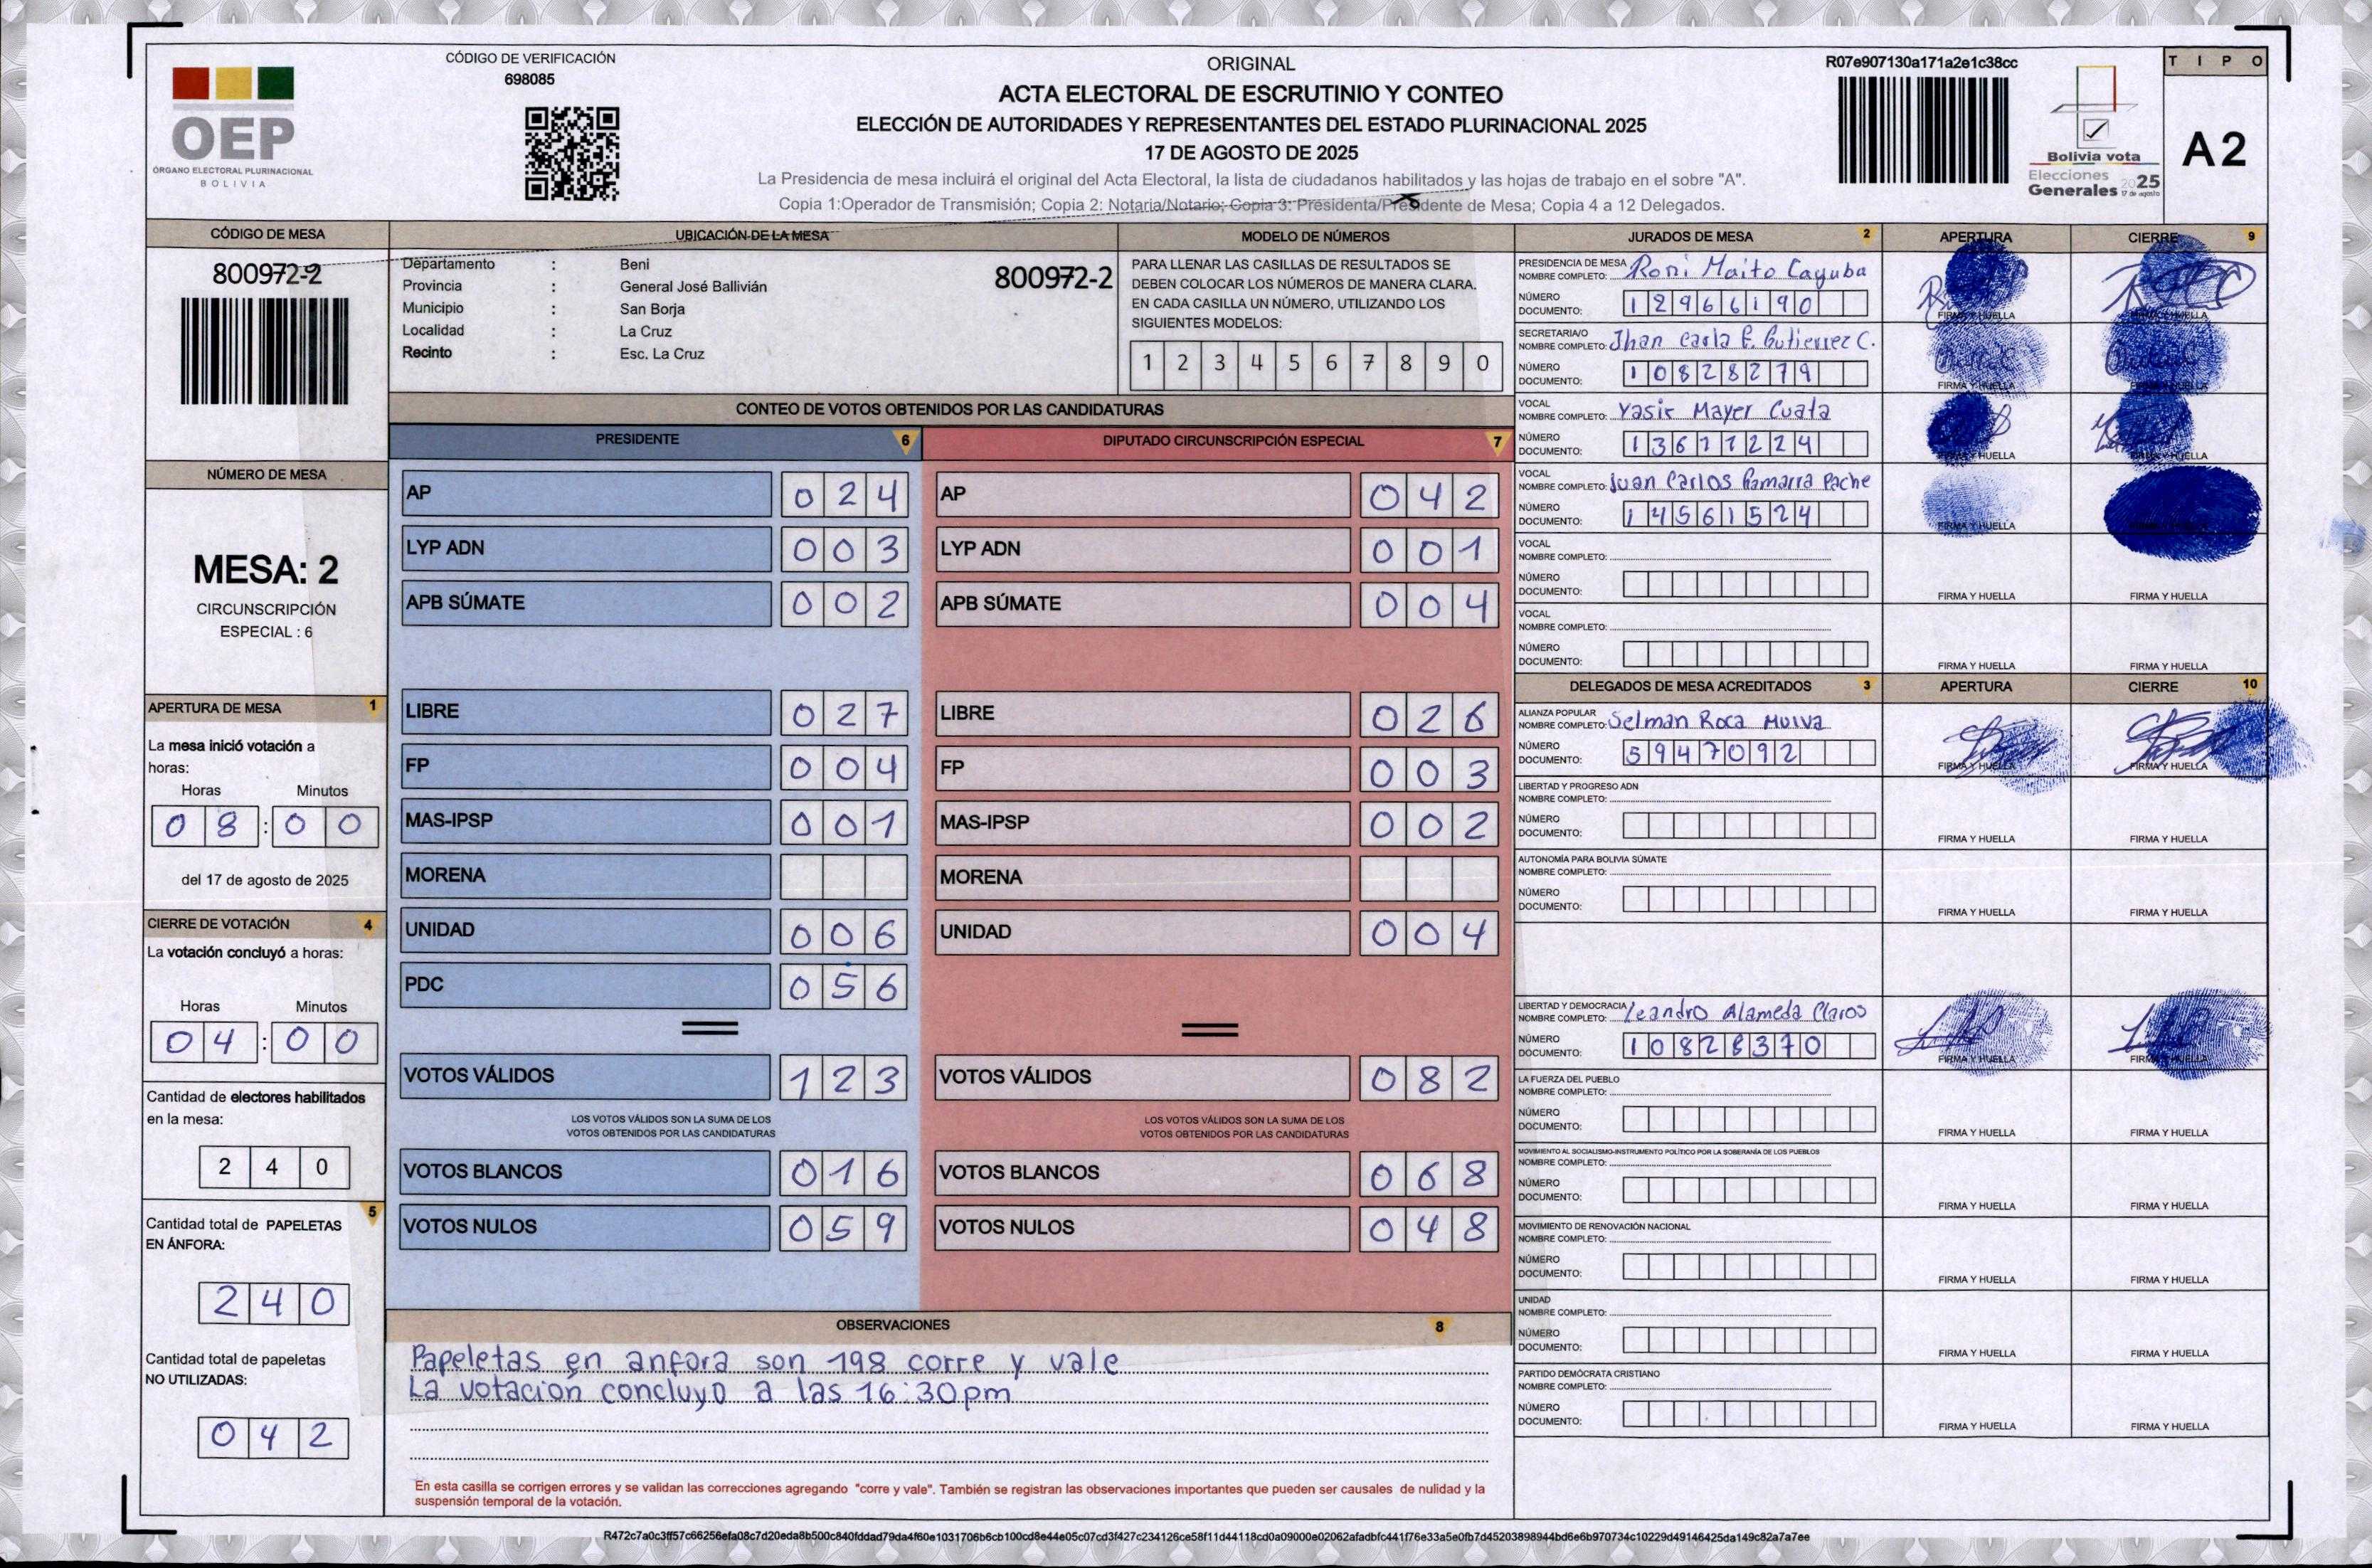 CÓDIGO DE VERIFICACIÓN
698085
OEP
ÓRGANO ELECTORAL PLURINACIONAL
BOLIVIA
ORIGINAL
ACTA ELECTORAL DE ESCRUTINIO Y CONTEO
ELECCIÓN DE AUTORIDADES Y REPRESENTANTES DEL ESTADO PLURINACIONAL 2025
17 DE AGOSTO DE 2025
La Presidencia de mesa incluirá el original del Acta Electoral, la lista de ciudadanos habilitados y las hojas de trabajo en el sobre "A".
Copia 1:Operador de Transmisión; Copia 2: Notaria/Notario; Copia 3: Presidenta/Presidente de Mesa; Copia 4 a 12 Delegados.
R07e907130a171a2e1c38cc
Bolivia vota
Elecciones
Generales 2025
17 de agosto
TIPO
A2
CÓDIGO DE MESA
800972-2
NÚMERO DE MESA
MESA: 2
CIRCUNSCRIPCIÓN
ESPECIAL : 6
APERTURA DE MESA 1
La mesa inició votación a
horas:
Horas Minutos
08:00
del 17 de agosto de 2025
CIERRE DE VOTACIÓN 4
La votación concluyó a horas:
Horas Minutos
04:00
Cantidad de electores habilitados
en la mesa:
240
5
Cantidad total de PAPELETAS
EN ÁNFORA:
240
Cantidad total de papeletas
NO UTILIZADAS:
042
UBICACIÓN DE LA MESA
Departamento : Beni
800972-2
Provincia : General José Ballivián
Municipio : San Borja
Localidad : La Cruz
Recinto : Esc. La Cruz
MODELO DE NÚMEROS
PARA LLENAR LAS CASILLAS DE RESULTADOS SE
DEBEN COLOCAR LOS NÚMEROS DE MANERA CLARA.
EN CADA CASILLA UN NÚMERO, UTILIZANDO LOS
SIGUIENTES MODELOS:
1 2 3 4 5 6 7 8 9 0
CONTEO DE VOTOS OBTENIDOS POR LAS CANDIDATURAS
PRESIDENTE 6
AP 024
LYP ADN 003
APB SÚMATE 002
LIBRE 027
FP 004
MAS-IPSP 001
MORENA
UNIDAD 006
PDC 056
VOTOS VÁLIDOS 123
LOS VOTOS VÁLIDOS SON LA SUMA DE LOS
VOTOS OBTENIDOS POR LAS CANDIDATURAS
VOTOS BLANCOS 016
VOTOS NULOS 059
DIPUTADO CIRCUNSCRIPCIÓN ESPECIAL 7
AP 042
LYP ADN 001
APB SÚMATE 004
LIBRE 026
FP 003
MAS-IPSP 002
MORENA
UNIDAD 004
VOTOS VÁLIDOS 082
LOS VOTOS VÁLIDOS SON LA SUMA DE LOS
VOTOS OBTENIDOS POR LAS CANDIDATURAS
VOTOS BLANCOS 068
VOTOS NULOS 048
OBSERVACIONES 8
Papeletas en anfora son 198 corre y vale
La votación concluyo a las 16:30pm
En esta casilla se corrigen errores y se validan las correcciones agregando "corre y vale". También se registran las observaciones importantes que pueden ser causales de nulidad y la
suspensión temporal de la votación.
JURADOS DE MESA 2 APERTURA CIERRE 9
PRESIDENCIA DE MESA
NOMBRE COMPLETO: Roni Maito Cayuba
NÚMERO
DOCUMENTO: 12966190
FIRMA Y HUELLA FIRMA Y HUELLA
SECRETARIA/O
NOMBRE COMPLETO: Jhan Carla F. Gutierrez C.
NÚMERO
DOCUMENTO: 10828279
FIRMA Y HUELLA FIRMA Y HUELLA
VOCAL
NOMBRE COMPLETO: Yasir Mayer Cuata
NÚMERO
DOCUMENTO: 13611224
FIRMA Y HUELLA FIRMA Y HUELLA
VOCAL
NOMBRE COMPLETO: Juan Carlos Gamarra Pache
NÚMERO
DOCUMENTO: 14561524
FIRMA Y HUELLA FIRMA Y HUELLA
VOCAL
NOMBRE COMPLETO:
NÚMERO
DOCUMENTO:
FIRMA Y HUELLA FIRMA Y HUELLA
VOCAL
NOMBRE COMPLETO:
NÚMERO
DOCUMENTO:
FIRMA Y HUELLA FIRMA Y HUELLA
DELEGADOS DE MESA ACREDITADOS 3 APERTURA CIERRE 10
ALIANZA POPULAR
NOMBRE COMPLETO: Selman Roca Muiva
NÚMERO
DOCUMENTO: 5947092
FIRMA Y HUELLA FIRMA Y HUELLA
LIBERTAD Y PROGRESO ADN
NOMBRE COMPLETO:
NÚMERO
DOCUMENTO:
FIRMA Y HUELLA FIRMA Y HUELLA
AUTONOMÍA PARA BOLIVIA SÚMATE
NOMBRE COMPLETO:
NÚMERO
DOCUMENTO:
FIRMA Y HUELLA FIRMA Y HUELLA
LIBERTAD Y DEMOCRACIA
NOMBRE COMPLETO: Leandro Alameda Claros
NÚMERO
DOCUMENTO: 10828370
FIRMA Y HUELLA FIRMA Y HUELLA
LA FUERZA DEL PUEBLO
NOMBRE COMPLETO:
NÚMERO
DOCUMENTO:
FIRMA Y HUELLA FIRMA Y HUELLA
MOVIMIENTO AL SOCIALISMO-INSTRUMENTO POLÍTICO POR LA SOBERANÍA DE LOS PUEBLOS
NOMBRE COMPLETO:
NÚMERO
DOCUMENTO:
FIRMA Y HUELLA FIRMA Y HUELLA
MOVIMIENTO DE RENOVACIÓN NACIONAL
NOMBRE COMPLETO:
NÚMERO
DOCUMENTO:
FIRMA Y HUELLA FIRMA Y HUELLA
UNIDAD
NOMBRE COMPLETO:
NÚMERO
DOCUMENTO:
FIRMA Y HUELLA FIRMA Y HUELLA
PARTIDO DEMÓCRATA CRISTIANO
NOMBRE COMPLETO:
NÚMERO
DOCUMENTO:
FIRMA Y HUELLA FIRMA Y HUELLA